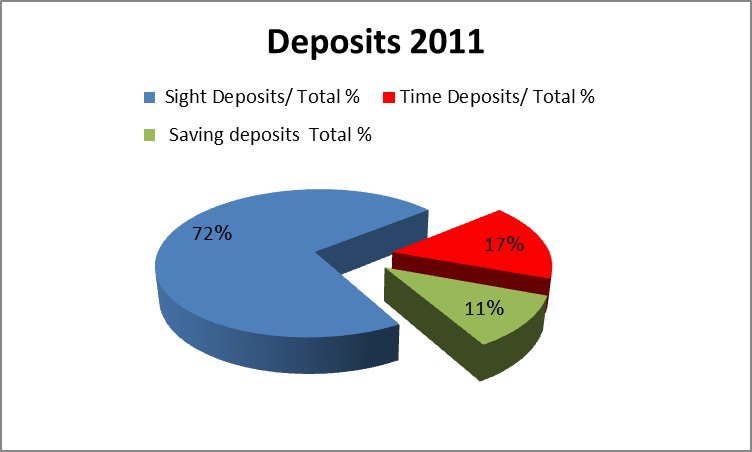 Deposits 2011
Sight Deposits/ Total %
Time Deposits/ Total %
Saving deposits  Total %
72%
17%
11%